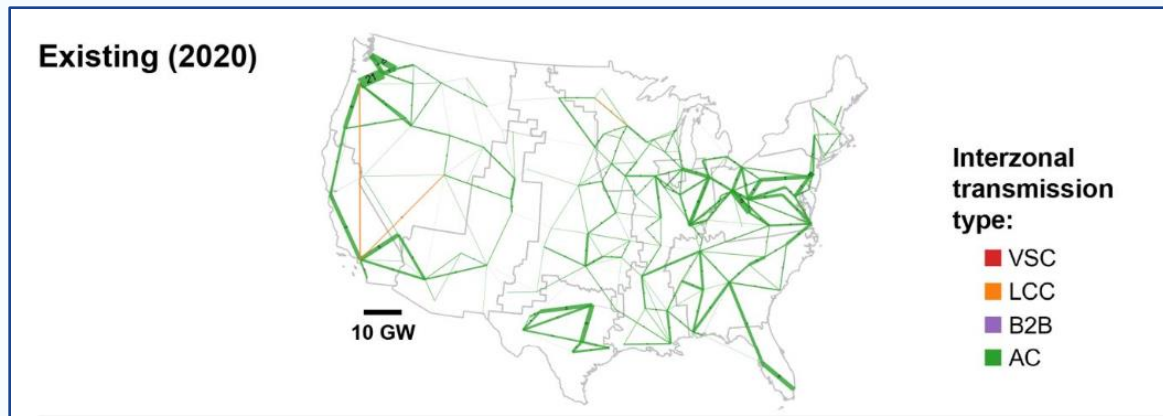 Existing (2020)
21
10 GW
Interzonal
transmission
type:
VSC
LCC
B2B
AC